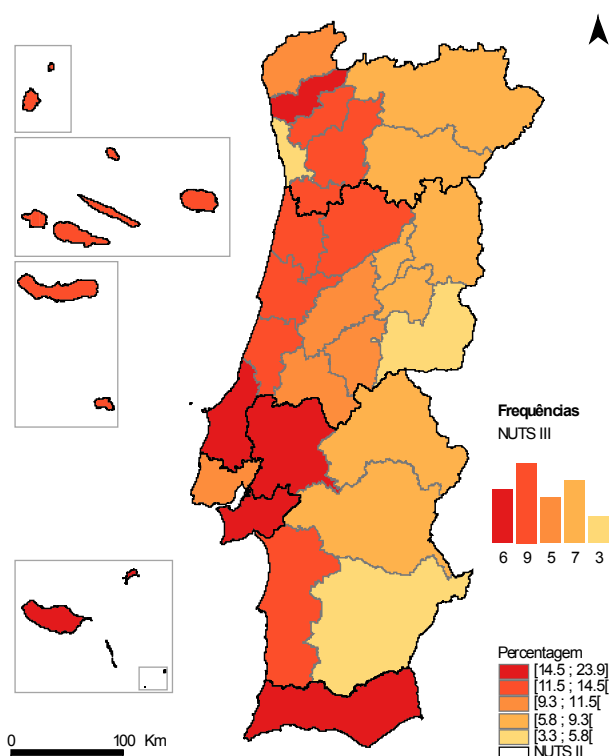 Frequências
NUTS III
6 9 5 7 3
Percentagem
[14.5 ; 23.9]
[11.5 ; 14.5[
[9.3 ; 11.5[
[5.8 ; 9.3[
[3.3 ; 5.8[
NUTS II
0 100 Km